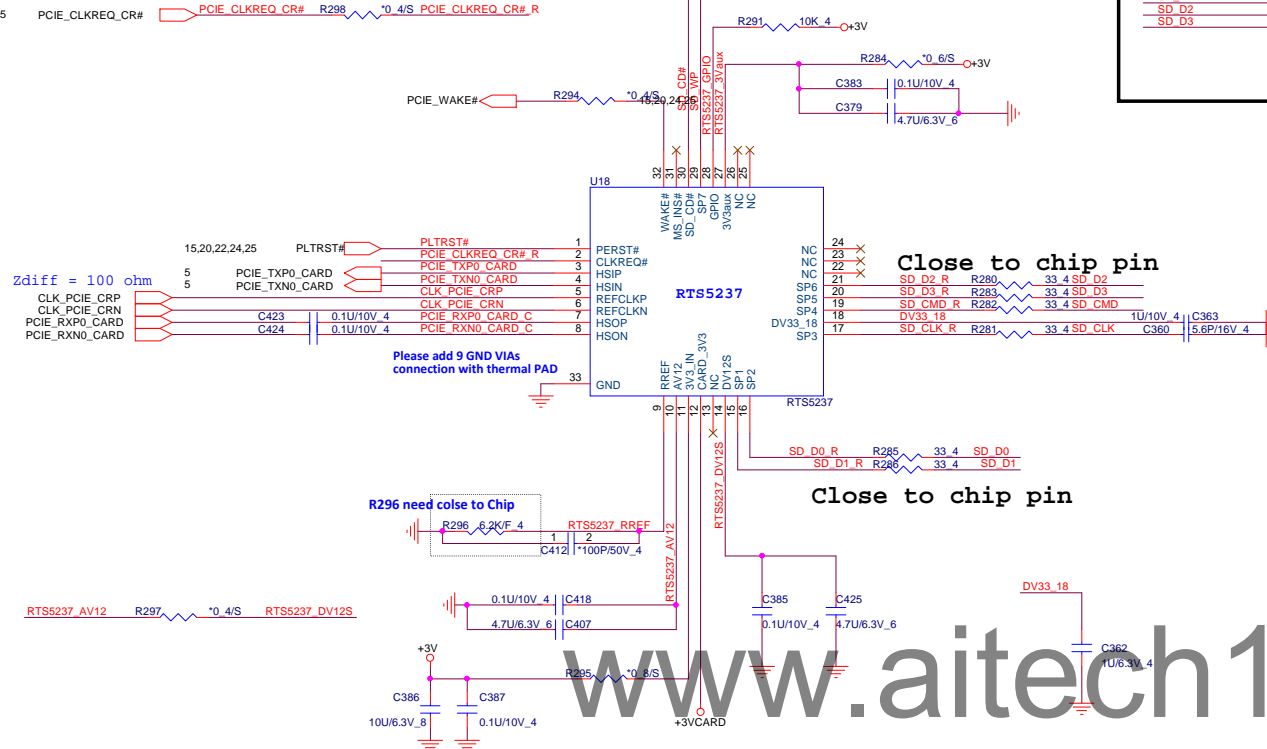 5 PCIE_CLKREQ_CR# PCIE_CLKREQ_CR# R298 *0_4/S PCIE_CLKREQ_CR#_R
SD_D2
SD_D3
R291 10K_4 +3V
R284 *0_6/S +3V
C383 0.1U/10V_4
C379 4.7U/6.3V_6
PCIE_WAKE# R294 *0_4/S 15,20,24,25
SD_CD#
SD_WP
RTS5237_GPIO
RTS5237_3Vaux
32 31 30 29 28 27 26 25
U18
WAKE# MS_INS# SD_CD# SP7 GPIO 3V3aux NC NC
15,20,22,24,25 PLTRST# PLTRST# 1 PERST#
PCIE_CLKREQ_CR#_R 2 CLKREQ#
5 PCIE_TXP0_CARD PCIE_TXP0_CARD 3 HSIP
5 PCIE_TXN0_CARD PCIE_TXN0_CARD 4 HSIN
Zdiff = 100 ohm
CLK_PCIE_CRP CLK_PCIE_CRP 5 REFCLKP
CLK_PCIE_CRN CLK_PCIE_CRN 6 REFCLKN
PCIE_RXP0_CARD C423 0.1U/10V_4 PCIE_RXP0_CARD_C 7 HSOP
PCIE_RXN0_CARD C424 0.1U/10V_4 PCIE_RXN0_CARD_C 8 HSON
RTS5237
NC 24
NC 23
NC 22
Close to chip pin
SP6 21 SD_D2_R R280 33_4 SD_D2
SP5 20 SD_D3_R R283 33_4 SD_D3
SP4 19 SD_CMD_R R282 33_4 SD_CMD
DV33_18 18 DV33_18 1U/10V_4 C363
SP3 17 SD_CLK_R R281 33_4 SD_CLK C360 5.6P/16V_4
Please add 9 GND VIAs
connection with thermal PAD
33 GND
RREF AV12 3V3_IN CARD_3V3 NC DV12S SP1 SP2
RTS5237
9 10 11 12 13 14 15 16
RTS5237_DV12S
SD_D0_R R285 33_4 SD_D0
SD_D1_R R286 33_4 SD_D1
Close to chip pin
R296 need colse to Chip
R296 6.2K/F_4 RTS5237_RREF
1 2
C412 *100P/50V_4
RTS5237_AV12
RTS5237_AV12 R297 *0_4/S RTS5237_DV12S
0.1U/10V_4 C418
4.7U/6.3V_6 C407
C385
0.1U/10V_4
C425
4.7U/6.3V_6
DV33_18
C362
1U/6.3V_4
+3V
R295 *0_8/S
C386
10U/6.3V_8
C387
0.1U/10V_4
+3VCARD
www.aitech1